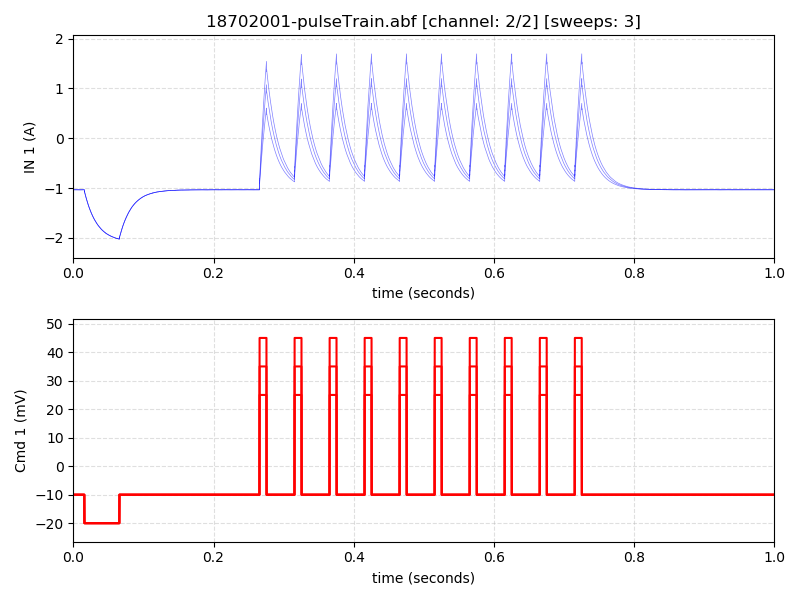 18702001-pulseTrain.abf [channel: 2/2] [sweeps: 3]
IN 1 (A)
2
1
0
−1
−2
0.0 0.2 0.4 0.6 0.8 1.0
time (seconds)
Cmd 1 (mV)
50
40
30
20
10
0
−10
−20
0.0 0.2 0.4 0.6 0.8 1.0
time (seconds)